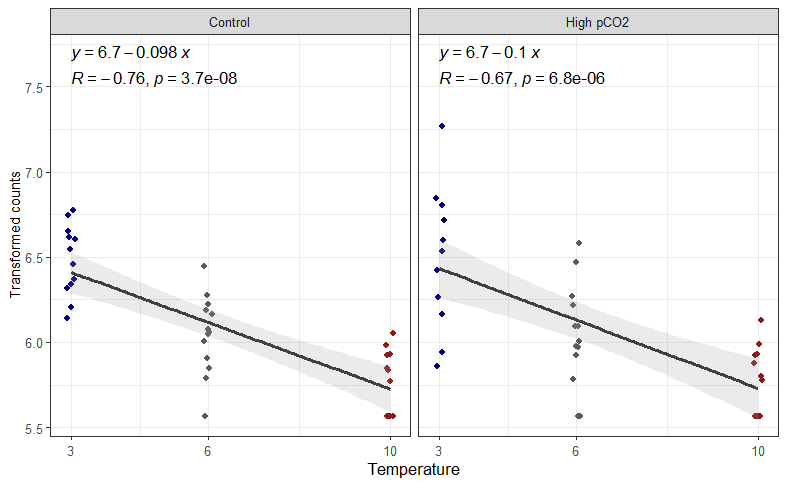 Control
High pCO2
y = 6.7 – 0.098 x
R = – 0.76, p = 3.7e-08
y = 6.7 – 0.1 x
R = – 0.67, p = 6.8e-06
Transformed counts
7.5
7.0
6.5
6.0
5.5
3
6
10
3
6
10
Temperature